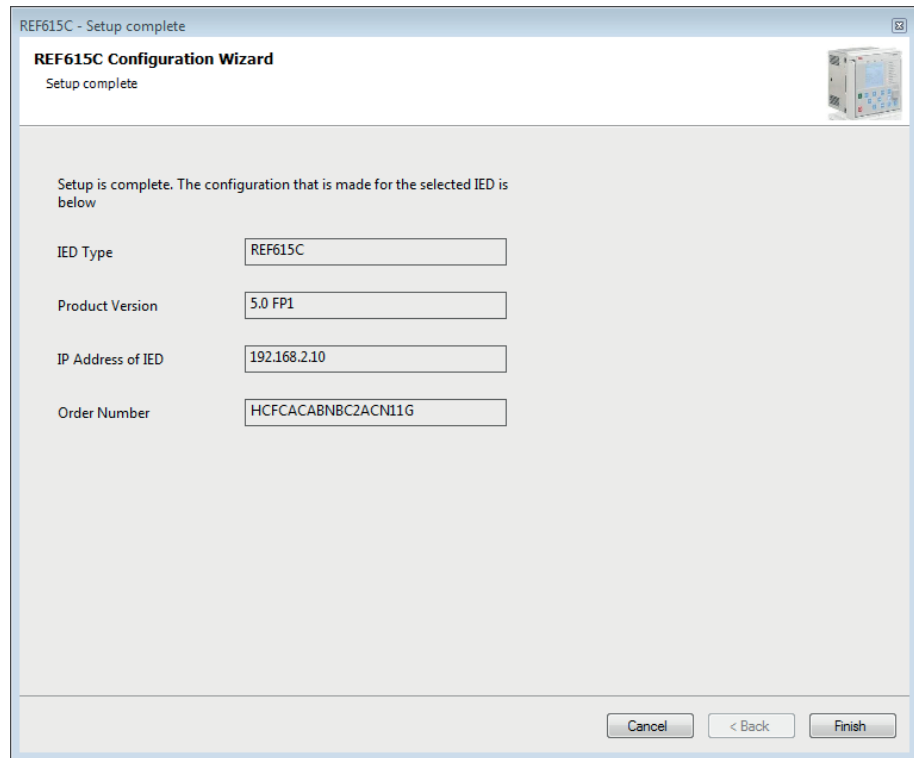 REF615C - Setup complete
REF615C Configuration Wizard
Setup complete
Setup is complete. The configuration that is made for the selected IED is
below
IED Type REF615C
Product Version 5.0 FP1
IP Address of IED 192.168.2.10
Order Number HCFCACABNBC2ACN11G
Cancel < Back Finish